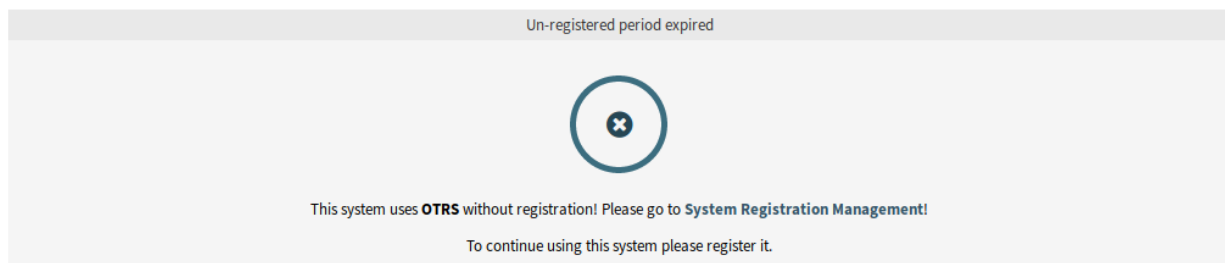 Un-registered period expired
This system uses OTRS without registration! Please go to System Registration Management!
To continue using this system please register it.